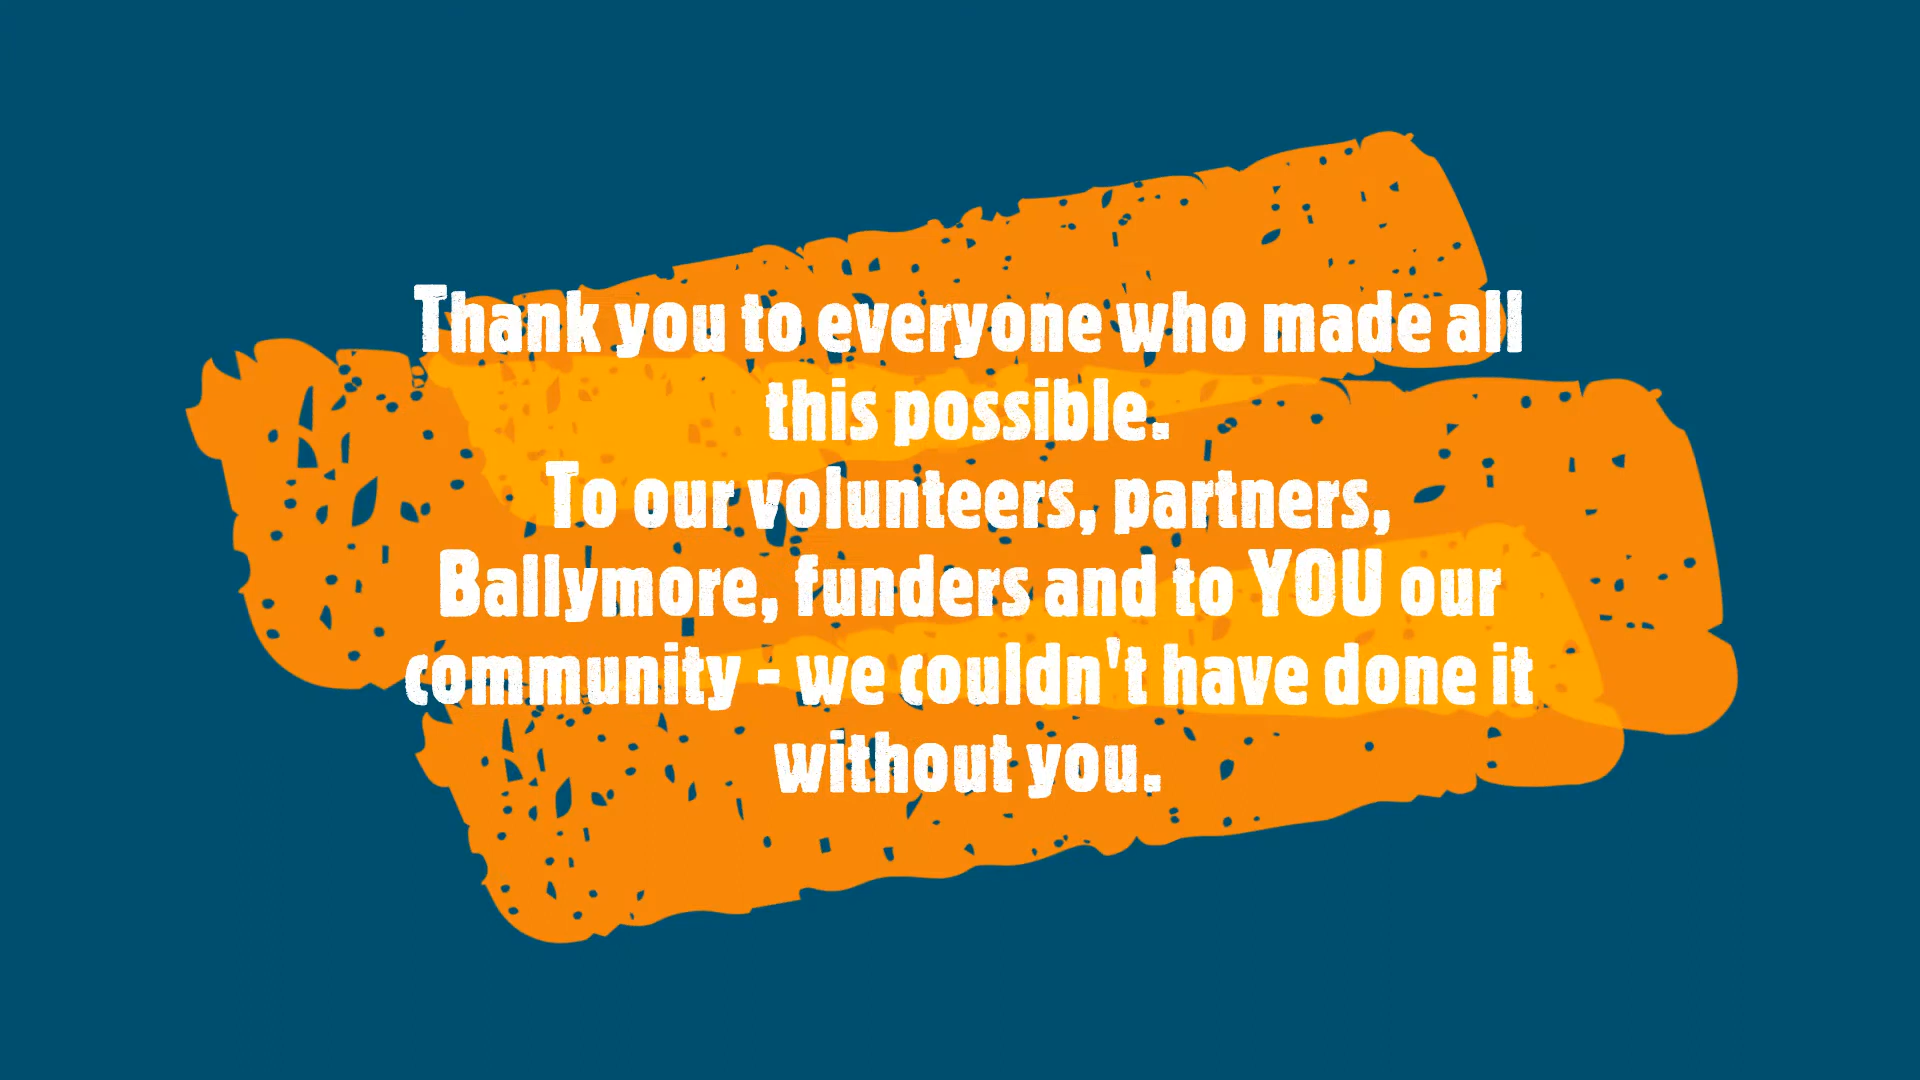 Thank you to everyone who made all
this possible.
To our volunteers, partners,
Ballymore, funders and to YOU our
community - we couldn't have done it
without you.